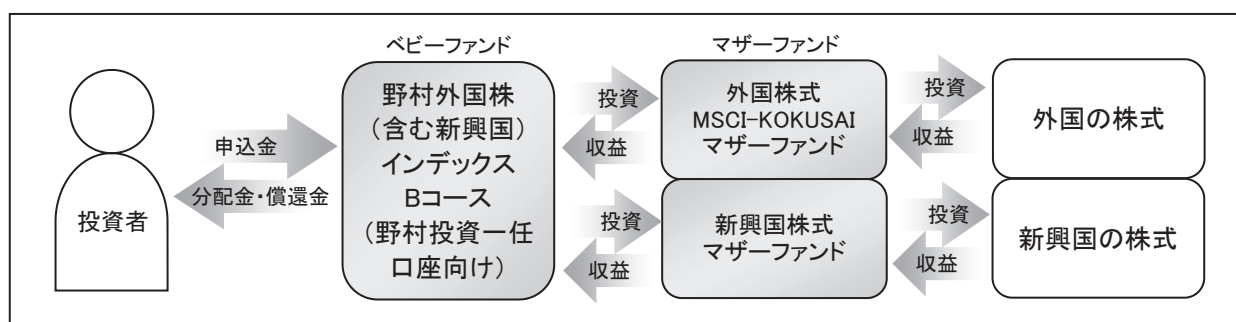 ベビーファンド
マザーファンド
投資者
申込金
分配金・償還金
野村外国株
(含む新興国)
インデックス
Bコース
(野村投資一任
口座向け)
投資
収益
外国株式
MSCI-KOKUSAI
マザーファンド
投資
収益
外国の株式
投資
収益
新興国株式
マザーファンド
投資
収益
新興国の株式